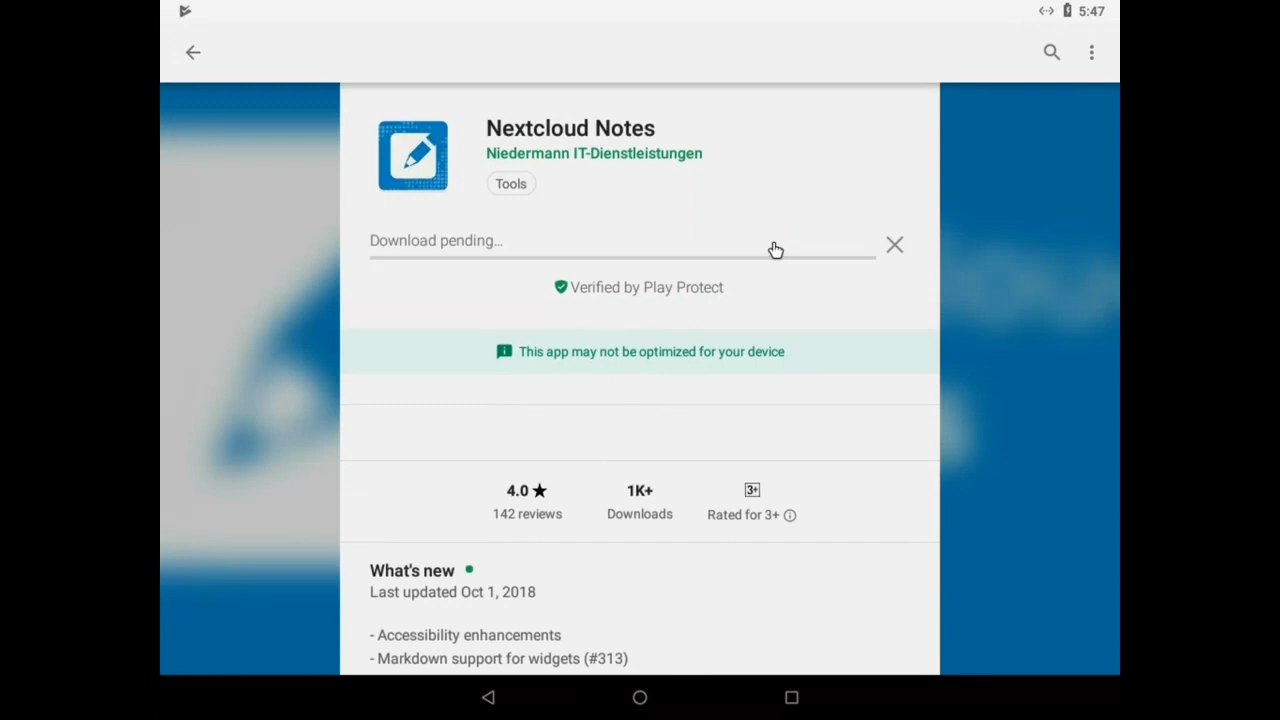 5:47
Nextcloud Notes
Niedermann IT-Dienstleistungen
Tools
Download pending...
Verified by Play Protect
This app may not be optimized for your device
4.0 ★
142 reviews
1K+
Downloads
3+
Rated for 3+
What's new
Last updated Oct 1, 2018
- Accessibility enhancements
- Markdown support for widgets (#313)